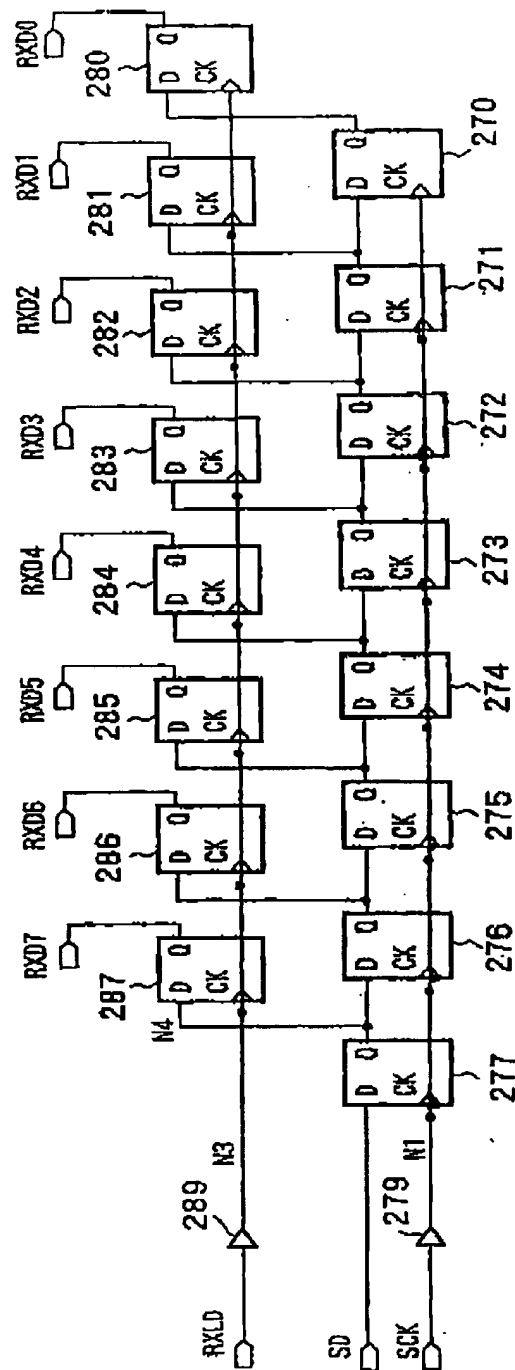 RXD7 RXD6 RXD5 RXD4 RXD3 RXD2 RXD1 RXD0
287 286 285 284 283 282 281 280
N4
D Q D Q D Q D Q D Q D Q D Q D Q
CK CK CK CK CK CK CK CK
RXLD 289 N3
SD
D Q D Q D Q D Q D Q D Q D Q D Q
CK CK CK CK CK CK CK CK
SCK 279 N1
277 276 275 274 273 272 271 270